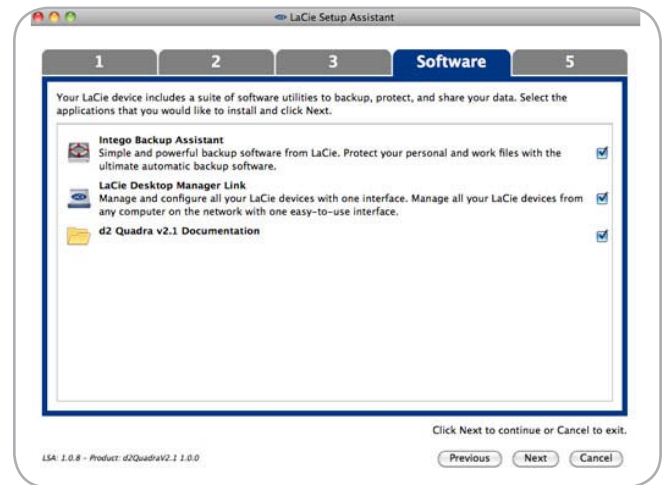 LaCie Setup Assistant
1 2 3 Software 5
Your LaCie device includes a suite of software utilities to backup, protect, and share your data. Select the
applications that you would like to install and click Next.
Intego Backup Assistant
Simple and powerful backup software from LaCie. Protect your personal and work files with the
ultimate automatic backup software.
LaCie Desktop Manager Link
Manage and configure all your LaCie devices with one interface. Manage all your LaCie devices from
any computer on the network with one easy-to-use interface.
d2 Quadra v2.1 Documentation
Click Next to continue or Cancel to exit.
LSA: 1.0.8 - Product: d2QuadraV2.1 1.0.0
Previous Next Cancel